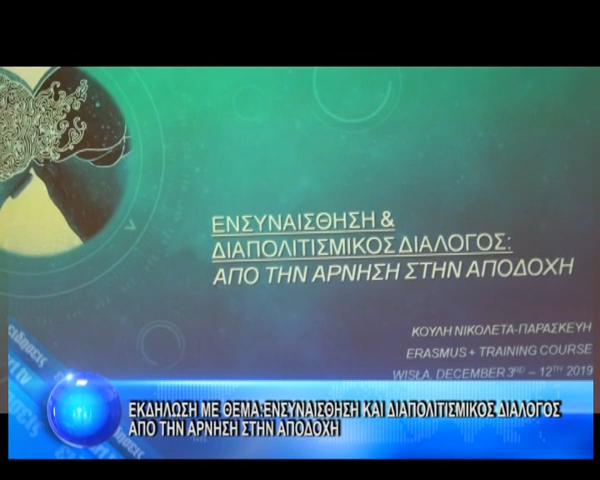 ΕΝΣΥΝΑΙΣΘΗΣΗ &
ΔΙΑΠΟΛΙΤΙΣΜΙΚΟΣ ΔΙΑΛΟΓΟΣ:
ΑΠΟ ΤΗΝ ΑΡΝΗΣΗ ΣΤΗΝ ΑΠΟΔΟΧΗ
ΚΟΥΛΗ ΝΙΚΟΛΕΤΑ-ΠΑΡΑΣΚΕΥΗ
ERASMUS + TRAINING COURSE
WISŁA, DECEMBER 3RD – 12TH 2019
ειδησεις
ΕΚΔΗΛΩΣΗ ΜΕ ΘΕΜΑ:ΕΝΣΥΝΑΙΣΘΗΣΗ ΚΑΙ ΔΙΑΠΟΛΙΤΙΣΜΙΚΟΣ ΔΙΑΛΟΓΟΣ
ΑΠΟ ΤΗΝ ΑΡΝΗΣΗ ΣΤΗΝ ΑΠΟΔΟΧΗ